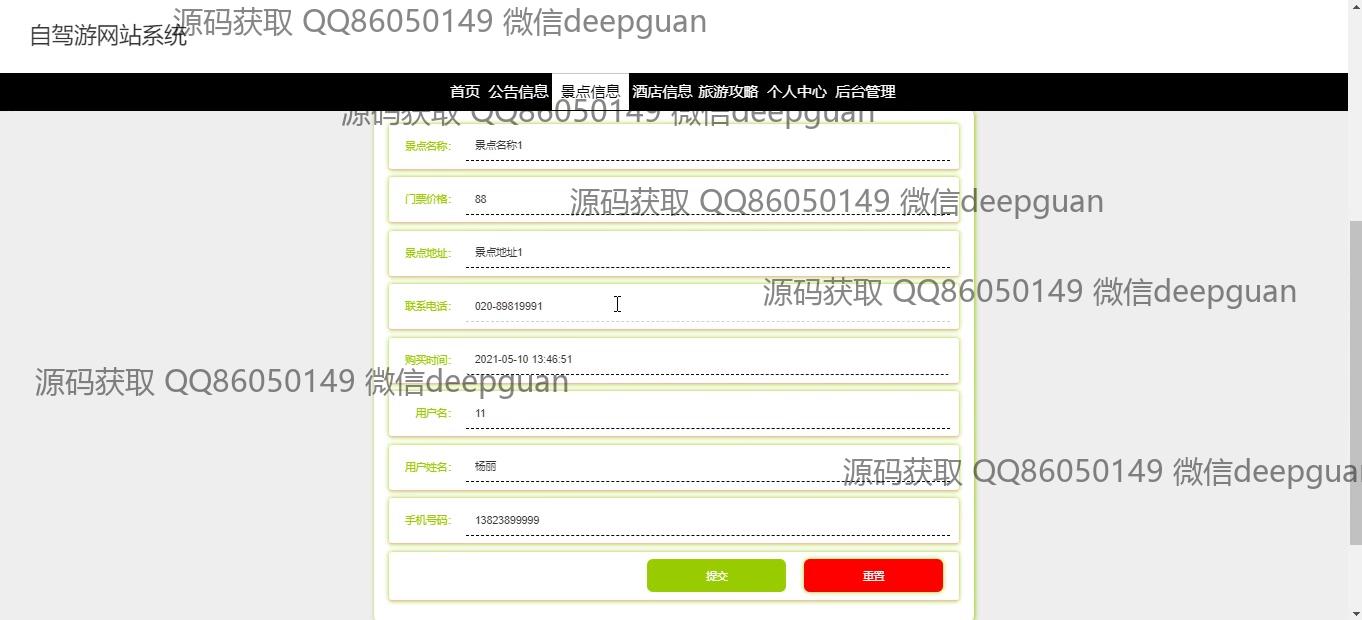 源码获取 QQ86050149 微信deepguan
自驾游网站系统
首页 公告信息 景点信息 酒店信息 旅游攻略 个人中心 后台管理
源码获取 QQ86050149 微信deepguan
景点名称: 景点名称1
门票价格: 88
源码获取 QQ86050149 微信deepguan
景点地址: 景点地址1
源码获取 QQ86050149 微信deepguan
联系电话: 020-89819991
购买时间: 2021-05-10 13:46:51
源码获取 QQ86050149 微信deepguan
用户名: 11
用户姓名: 杨丽
源码获取 QQ86050149 微信deepguan
手机号码: 13823899999
提交 重置